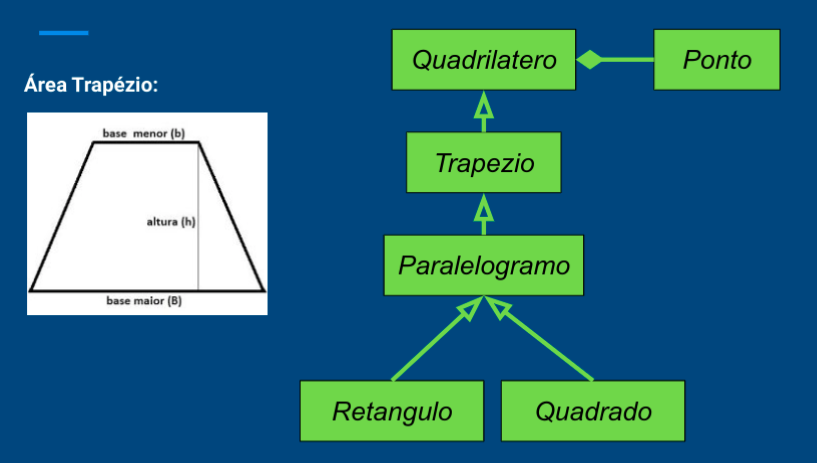 Área Trapézio:
base menor (b)
altura (h)
base maior (B)
Quadrilatero
Ponto
Trapezio
Paralelogramo
Retangulo
Quadrado